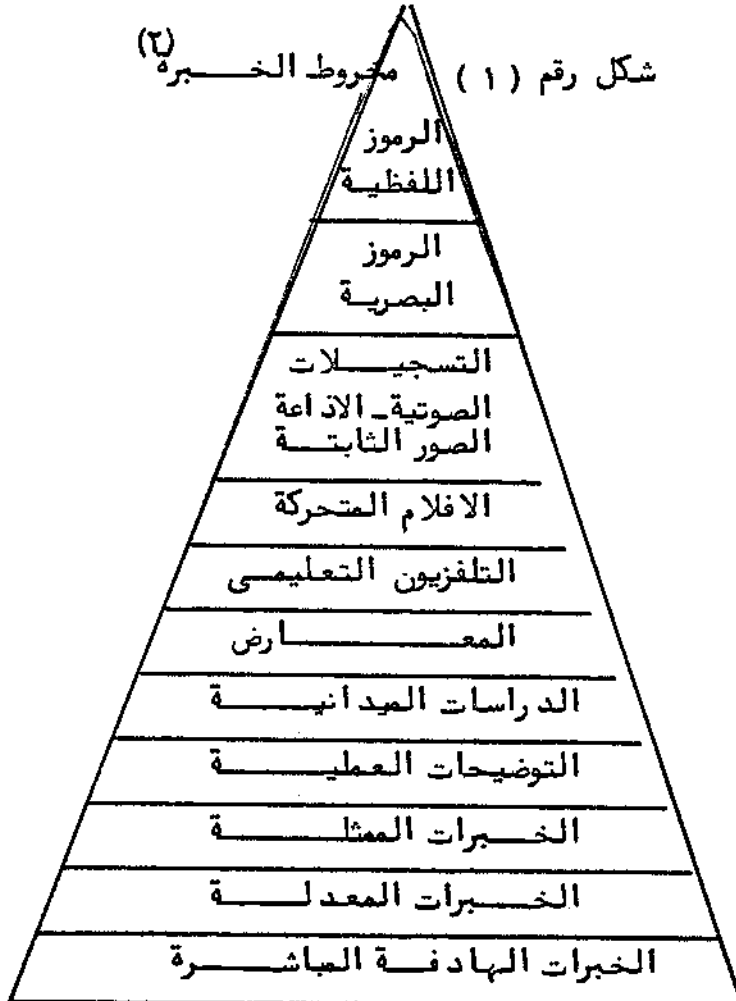 شكل رقم (١) مخروط الخبرة (٢)
الرموز
اللفظية
الرموز
البصرية
التسجيلات
الصوتية ـ الاذاعة
الصور الثابتة
الافلام المتحركة
التلفزيون التعليمى
المعارض
الدراسات الميدانية
التوضيحات العملية
الخبرات الممثلة
الخبرات المعدلة
الخبرات الهادفة المباشرة